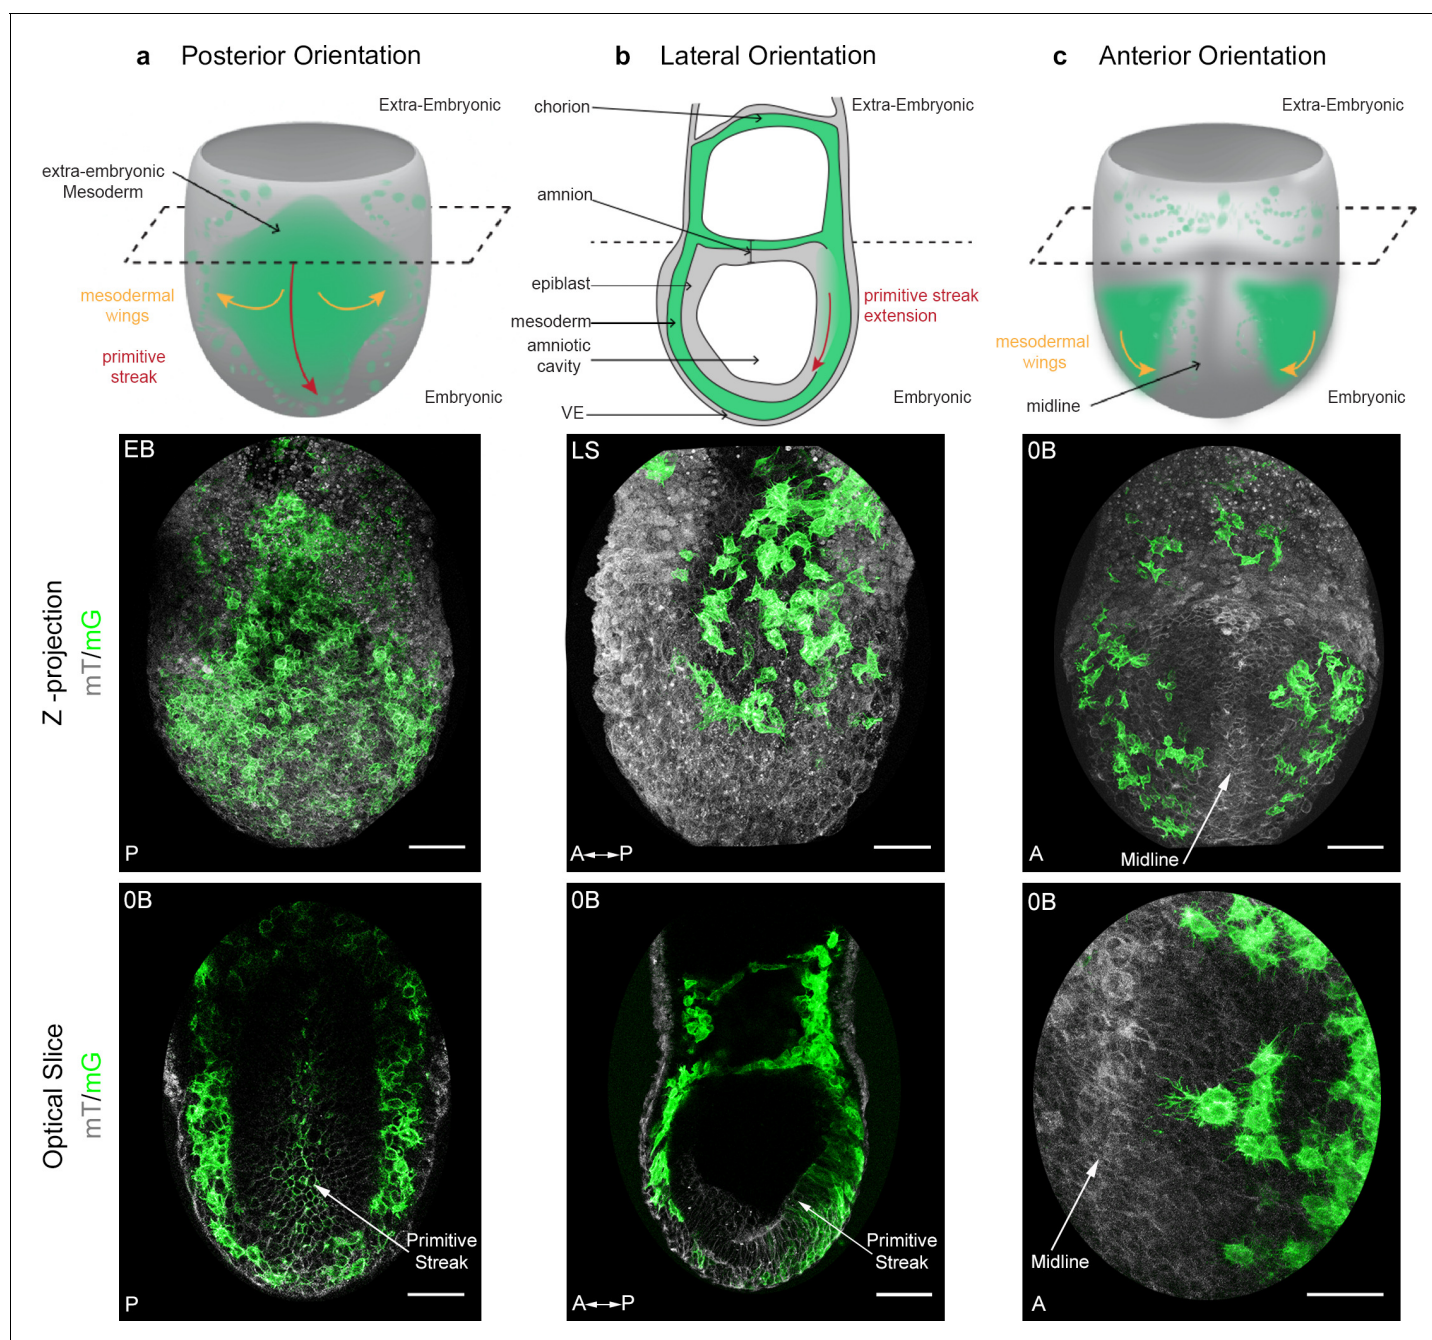 a Posterior Orientation
b Lateral Orientation
c Anterior Orientation
Extra-Embryonic
extra-embryonic
Mesoderm
mesodermal
wings
primitive
streak
Embryonic
chorion
Extra-Embryonic
amnion
epiblast
mesoderm
amniotic
cavity
VE
primitive streak
extension
Embryonic
Extra-Embryonic
mesodermal
wings
midline
Embryonic
Z -projection
mT/mG
EB
P
LS
A P
0B
Midline
A
Optical Slice
mT/mG
0B
Primitive
Streak
P
0B
Primitive
Streak
A P
0B
Midline
A